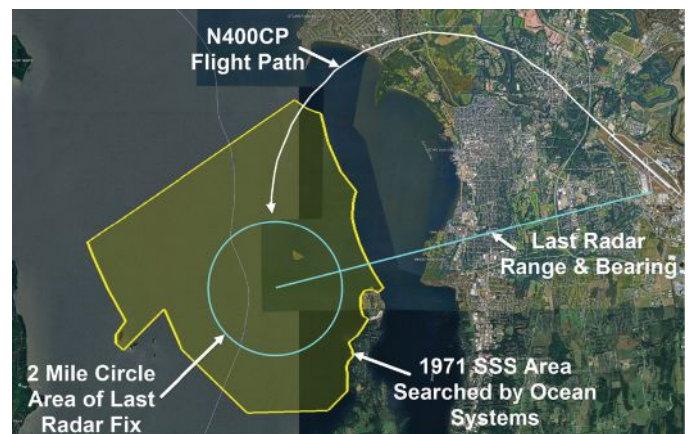 N400CP
Flight Path
Last Radar
Range & Bearing
2 Mile Circle
Area of Last
Radar Fix
1971 SSS Area
Searched by Ocean
Systems